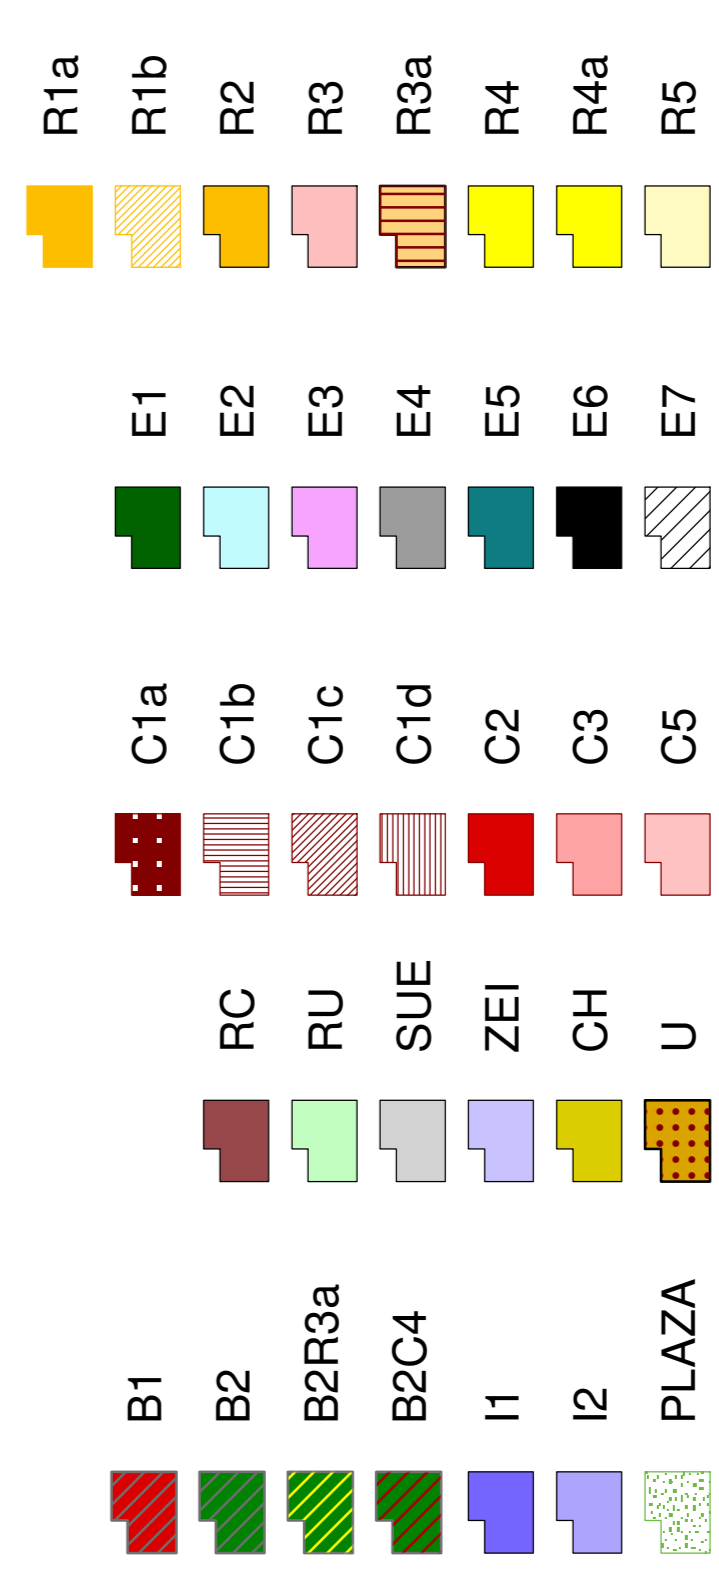 B1
B2
B2R3a
B2C4
I1
I2
PLAZA
RC
RU
SUE
ZEI
CH
U
C1a
C1b
C1c
C1d
C2
C3
C5
E1
E2
E3
E4
E5
E6
E7
R1a
R1b
R2
R3
R3a
R4
R4a
R5